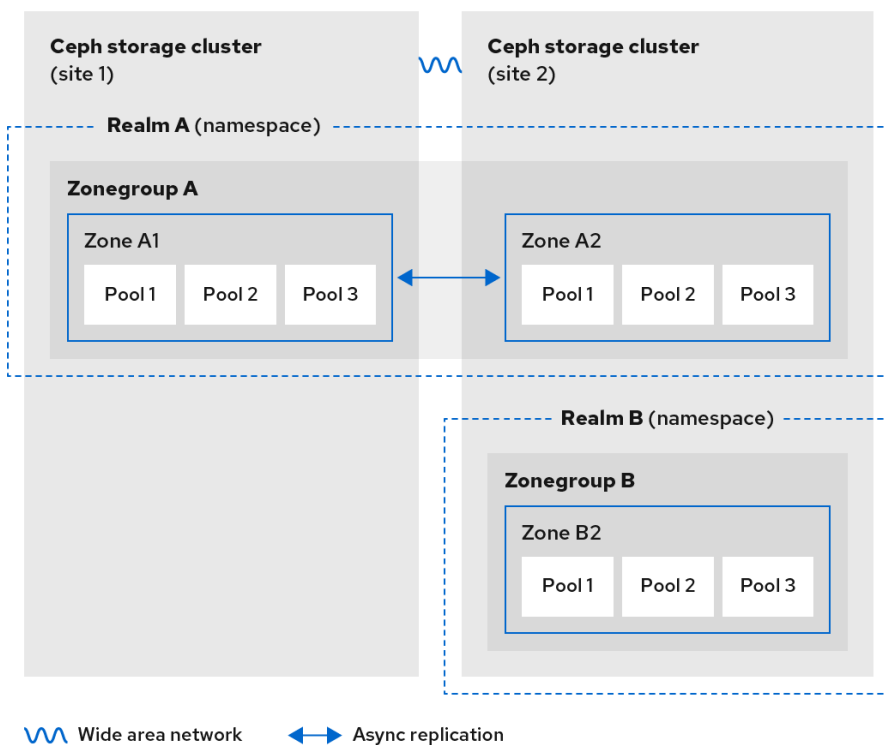 Ceph storage cluster
(site 1)
Ceph storage cluster
(site 2)
Realm A (namespace)
Zonegroup A
Zone A1
Pool 1 Pool 2 Pool 3
Zone A2
Pool 1 Pool 2 Pool 3
Realm B (namespace)
Zonegroup B
Zone B2
Pool 1 Pool 2 Pool 3
Wide area network
Async replication